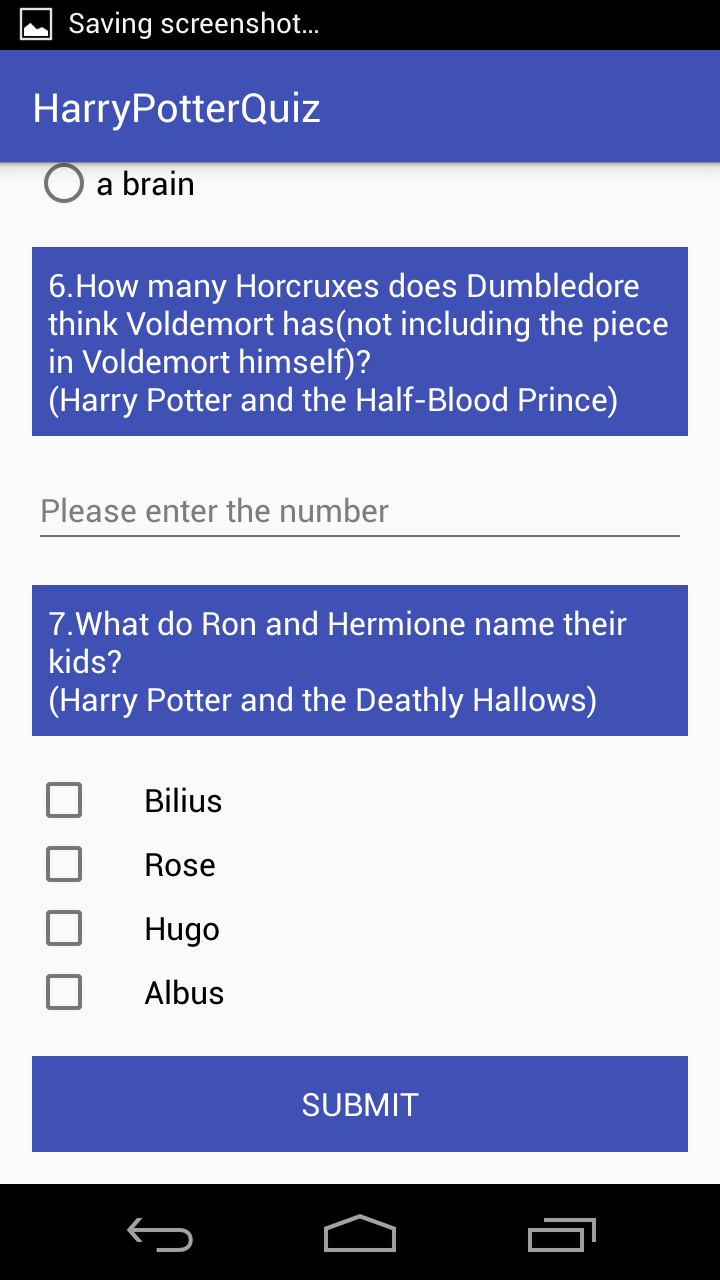 Saving screenshot...
HarryPotterQuiz
a brain
6.How many Horcruxes does Dumbledore
think Voldemort has(not including the piece
in Voldemort himself)?
(Harry Potter and the Half-Blood Prince)
Please enter the number
7.What do Ron and Hermione name their
kids?
(Harry Potter and the Deathly Hallows)
Bilius
Rose
Hugo
Albus
SUBMIT